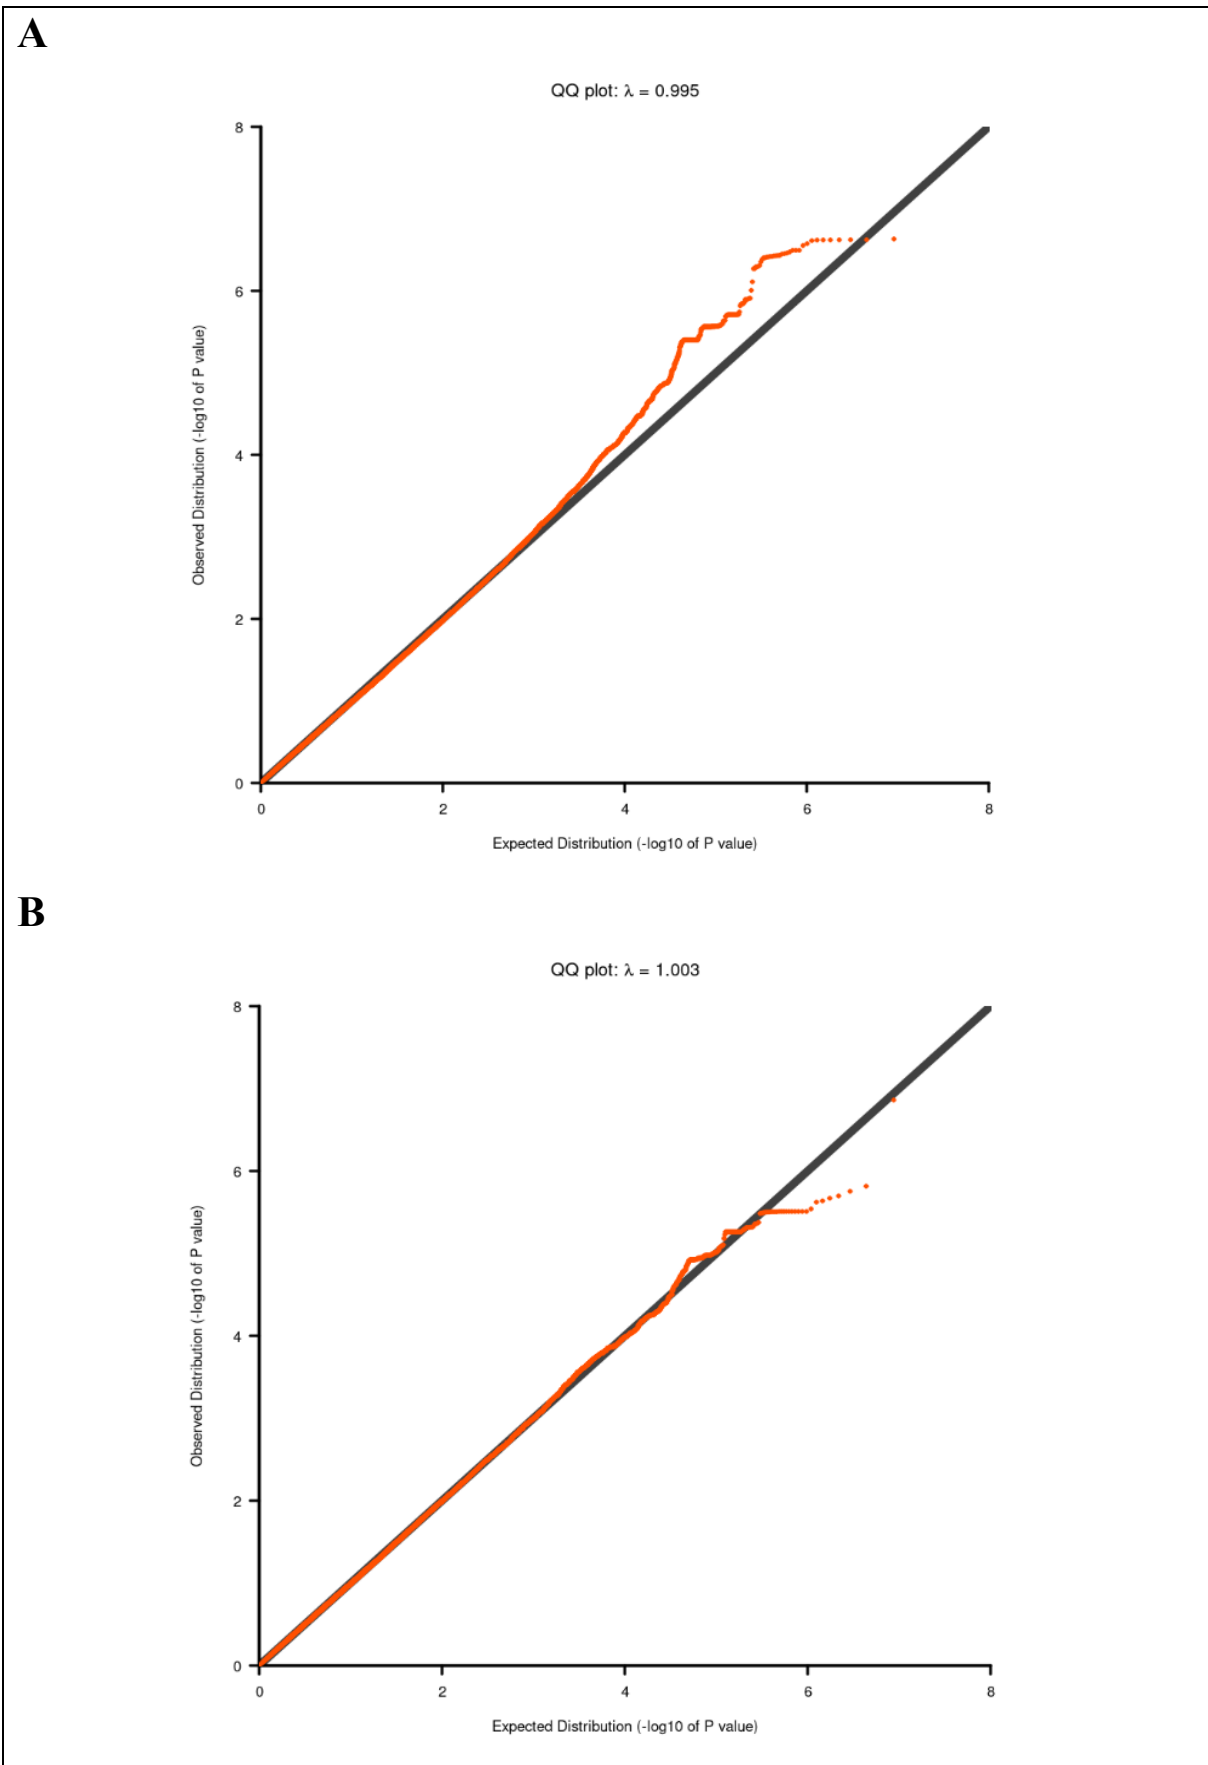 A
QQ plot: λ = 0.995
8
6
4
2
0
Observed Distribution (-log10 of P value)
0 2 4 6 8
Expected Distribution (-log10 of P value)
B
QQ plot: λ = 1.003
8
6
4
2
0
Observed Distribution (-log10 of P value)
0 2 4 6 8
Expected Distribution (-log10 of P value)